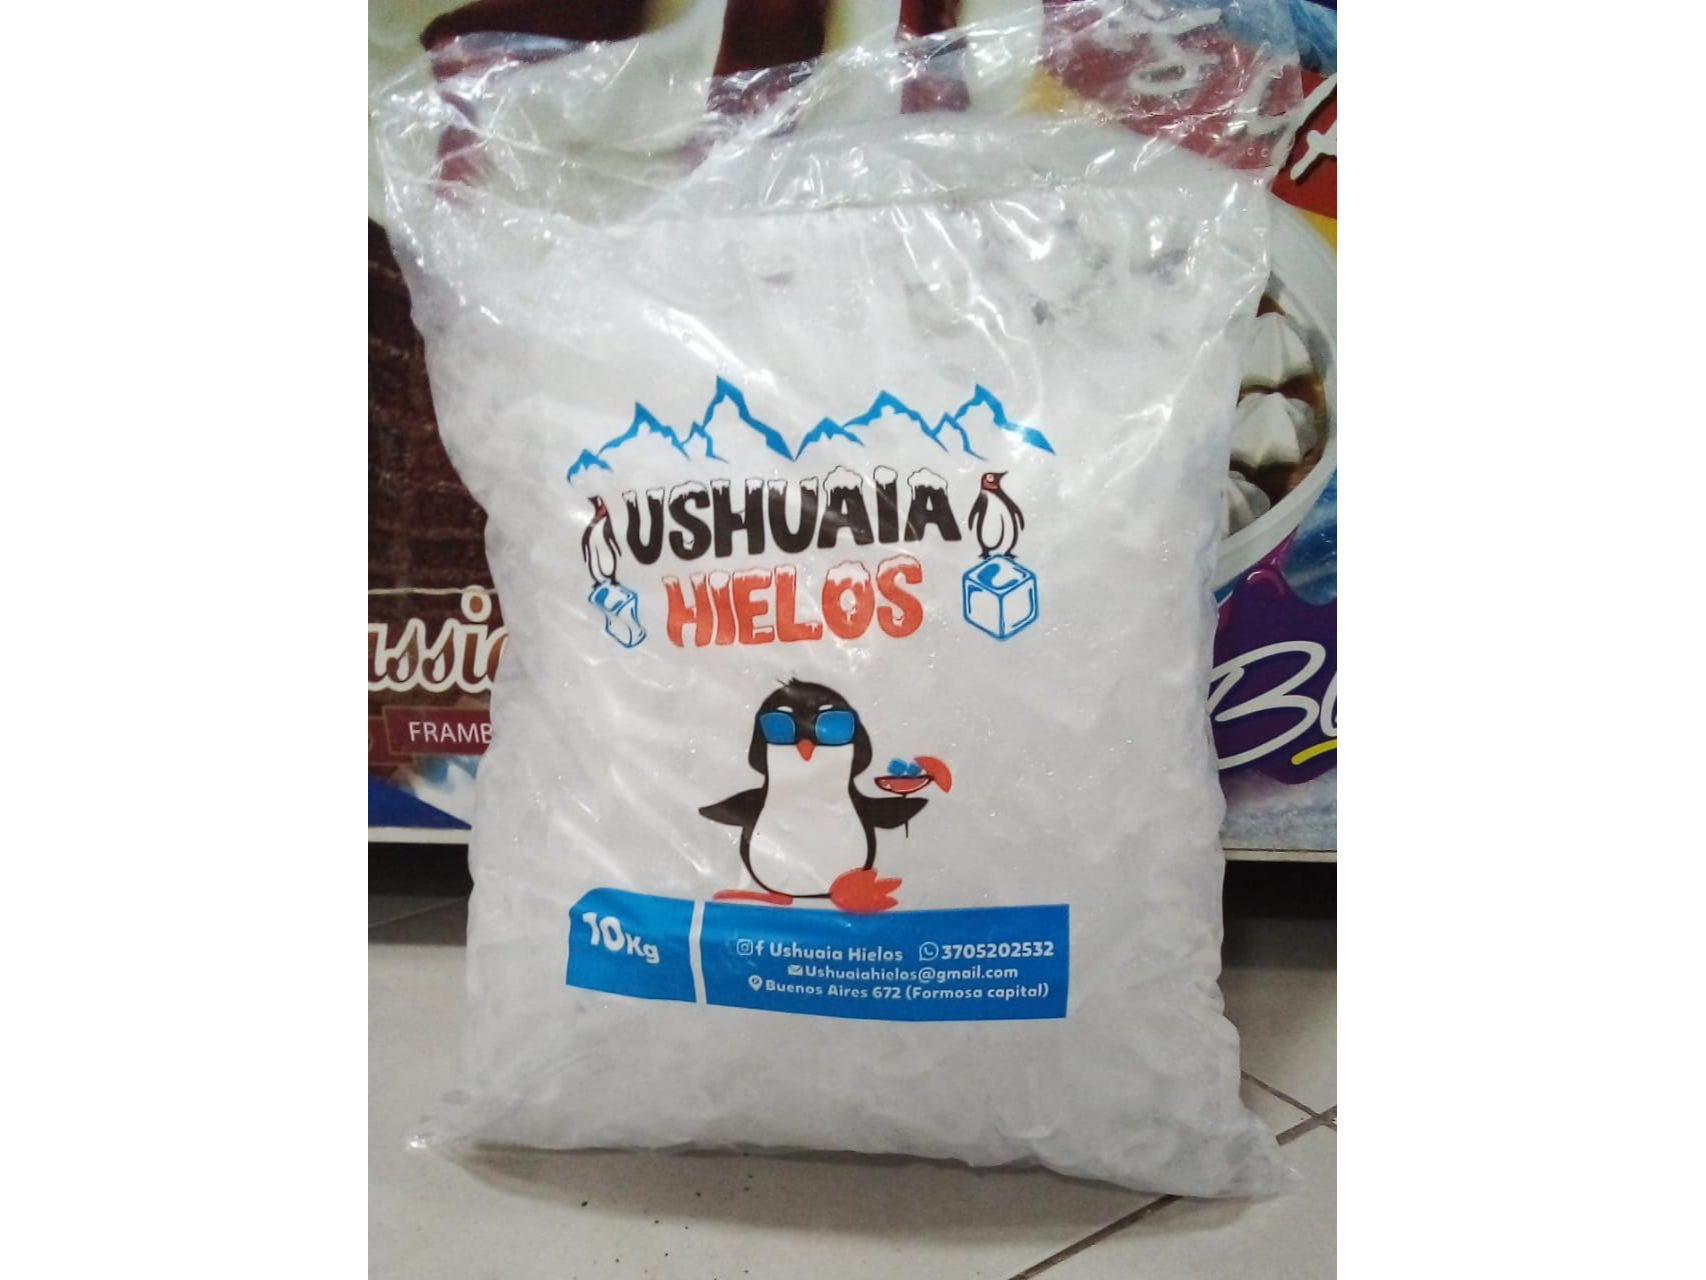 USHUAIA
HIELOS
10Kg
Ushuaia Hielos 3705202532
Ushuaiahielos@gmail.com
Buenos Aires 672 (Formosa capital)
FRAMB